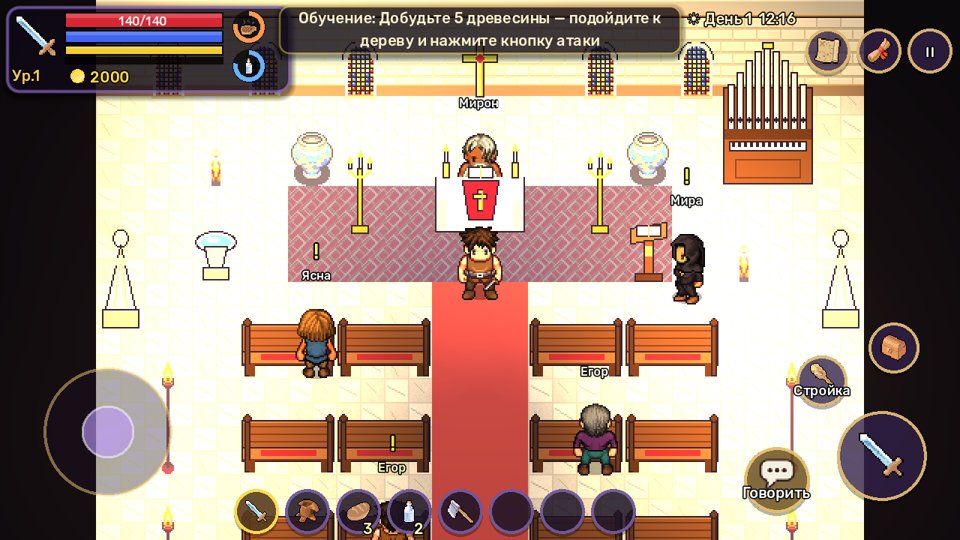 140/140
Ур.1
2000
Обучение: Добудьте 5 древесины — подойдите к
дереву и нажмите кнопку атаки
День 1 12:16
Мирон
!
Мира
!
Ясна
Егор
!
Егор
Стройка
Говорить
3
2